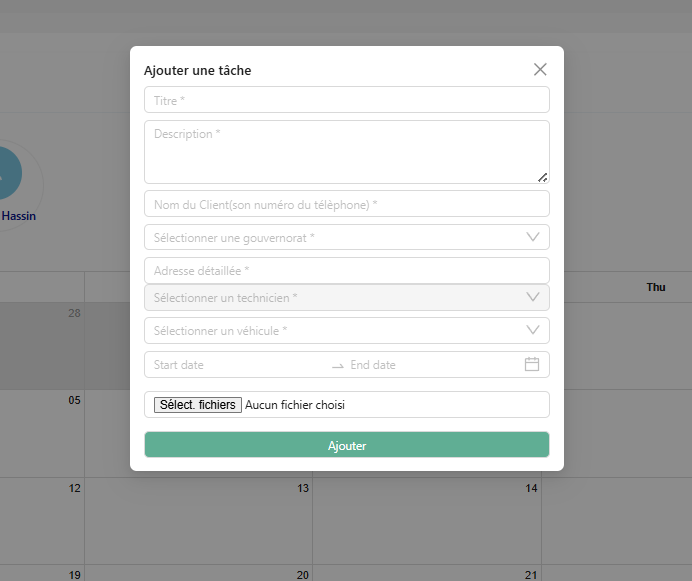 Ajouter une tâche
Titre *
Description *
Nom du Client(son numéro du télèphone) *
Sélectionner une gouvernorat *
Adresse détaillée *
Sélectionner un technicien *
Sélectionner un véhicule *
Start date End date
Sélect. fichiers Aucun fichier choisi
Ajouter
Hassin
Thu
28
05
12 13 14
19 20 21